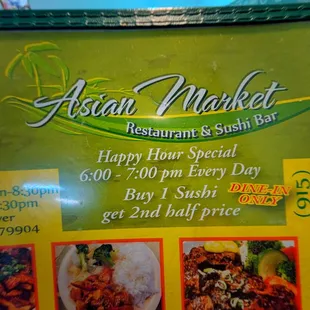 Asian Market
Restaurant & Sushi Bar
Happy Hour Special
6:00 - 7:00 pm Every Day
Buy 1 Sushi
get 2nd half price
DINE-IN
ONLY
8:30pm
:30pm
79904
(915)